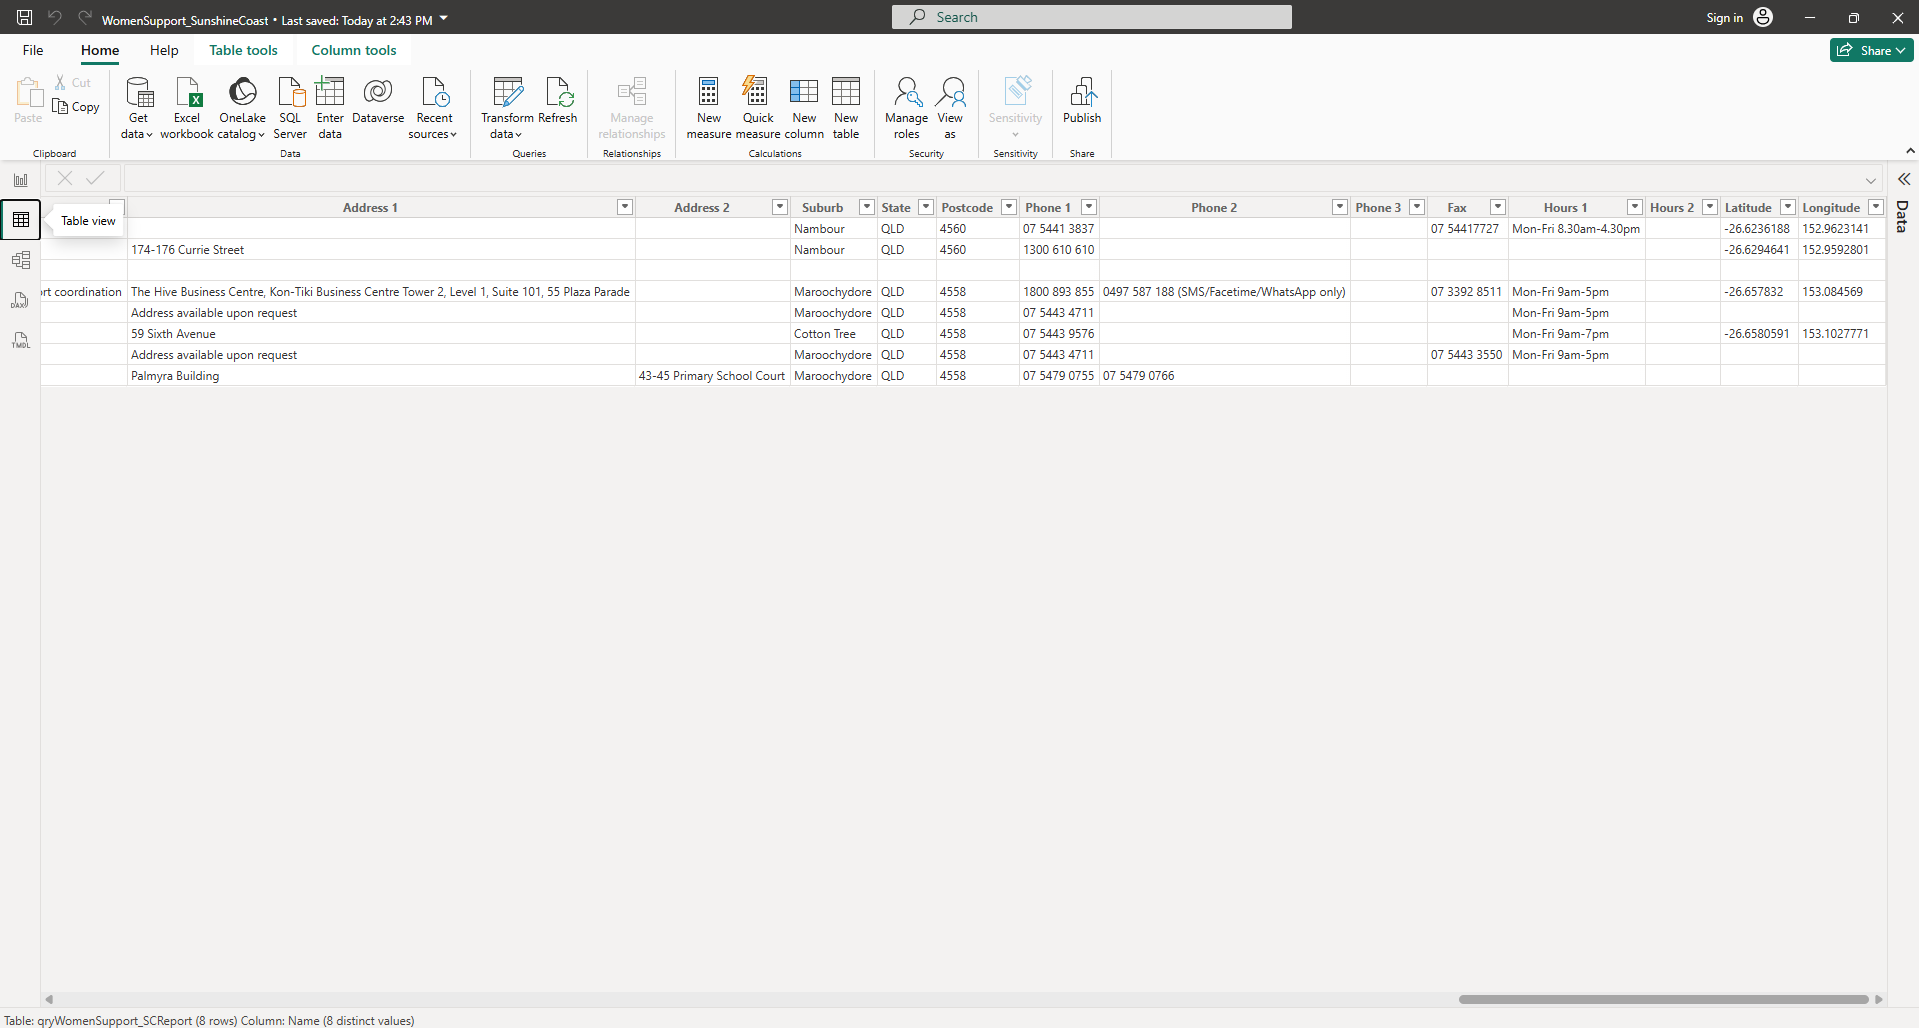 WomenSupport_SunshineCoast • Last saved: Today at 2:43 PM
Search
Sign in
File Home Help Table tools Column tools
Share
Paste
Cut
Copy
Clipboard
Get data
Excel workbook
OneLake catalog
SQL Server
Enter data
Dataverse
Recent sources
Data
Transform data
Refresh
Queries
Manage relationships
Relationships
New measure
Quick measure
New column
New table
Calculations
Manage roles
View as
Security
Sensitivity
Sensitivity
Publish
Share
Table view
DAX
TMDL
Data
Address 1 Address 2 Suburb State Postcode Phone 1 Phone 2 Phone 3 Fax Hours 1 Hours 2 Latitude Longitude
Nambour QLD 4560 07 5441 3837 07 54417727 Mon-Fri 8.30am-4.30pm -26.6236188 152.9623141
174-176 Currie Street Nambour QLD 4560 1300 610 610 -26.6294641 152.9592801
rt coordination The Hive Business Centre, Kon-Tiki Business Centre Tower 2, Level 1, Suite 101, 55 Plaza Parade Maroochydore QLD 4558 1800 893 855 0497 587 188 (SMS/Facetime/WhatsApp only) 07 3392 8511 Mon-Fri 9am-5pm -26.657832 153.084569
Address available upon request Maroochydore QLD 4558 07 5443 4711 Mon-Fri 9am-5pm
59 Sixth Avenue Cotton Tree QLD 4558 07 5443 9576 Mon-Fri 9am-7pm -26.6580591 153.1027771
Address available upon request Maroochydore QLD 4558 07 5443 4711 07 5443 3550 Mon-Fri 9am-5pm
Palmyra Building 43-45 Primary School Court Maroochydore QLD 4558 07 5479 0755 07 5479 0766
Table: qryWomenSupport_SCReport (8 rows) Column: Name (8 distinct values)